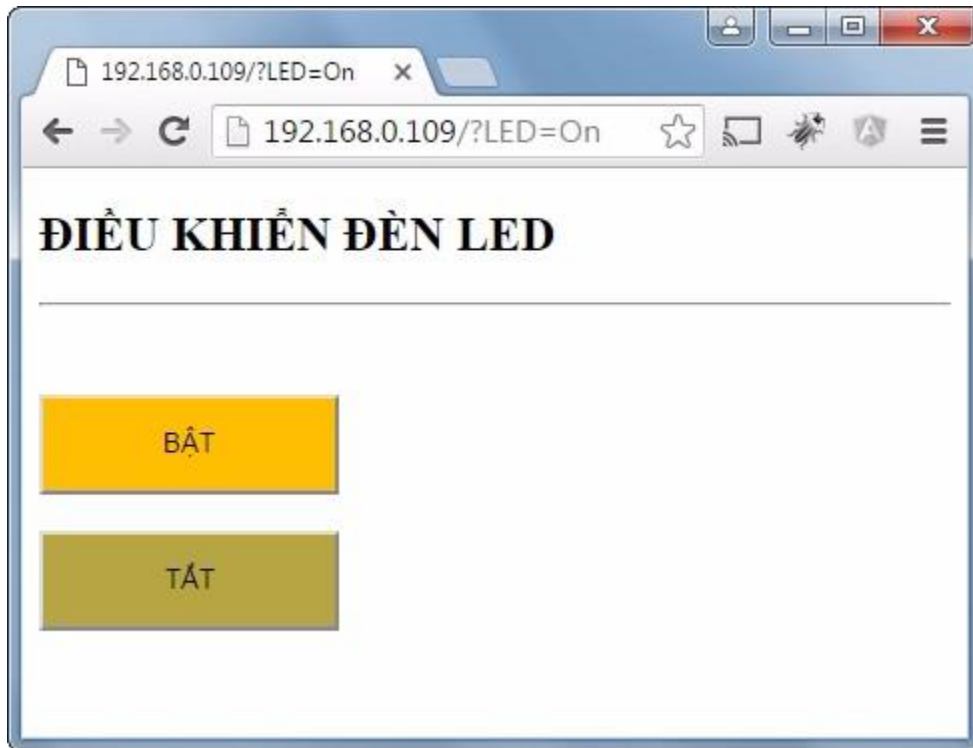 192.168.0.109/?LED=On
192.168.0.109/?LED=On
ĐIỀU KHIỂN ĐÈN LED
BẬT
TẮT